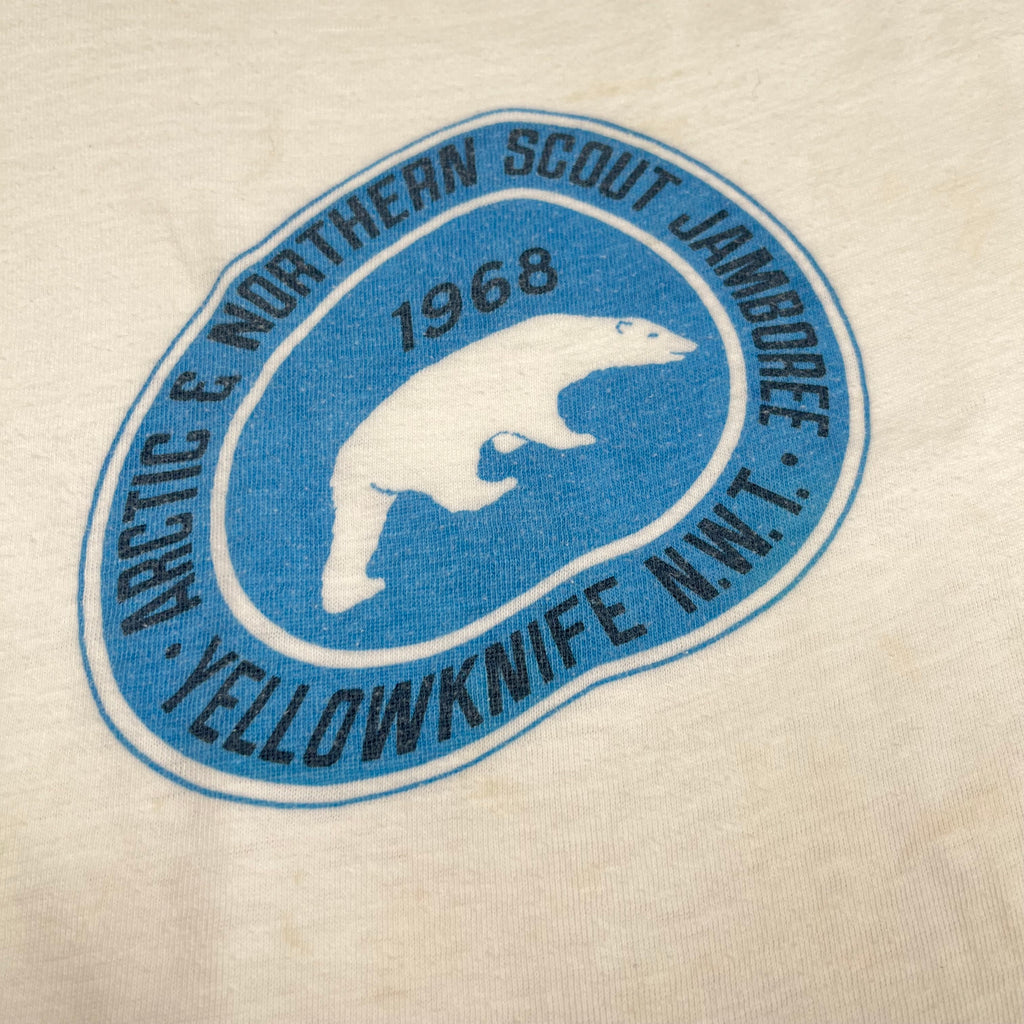 · ARCTIC & NORTHERN SCOUT JAMBOREE ·
1968
YELLOWKNIFE N.W.T.